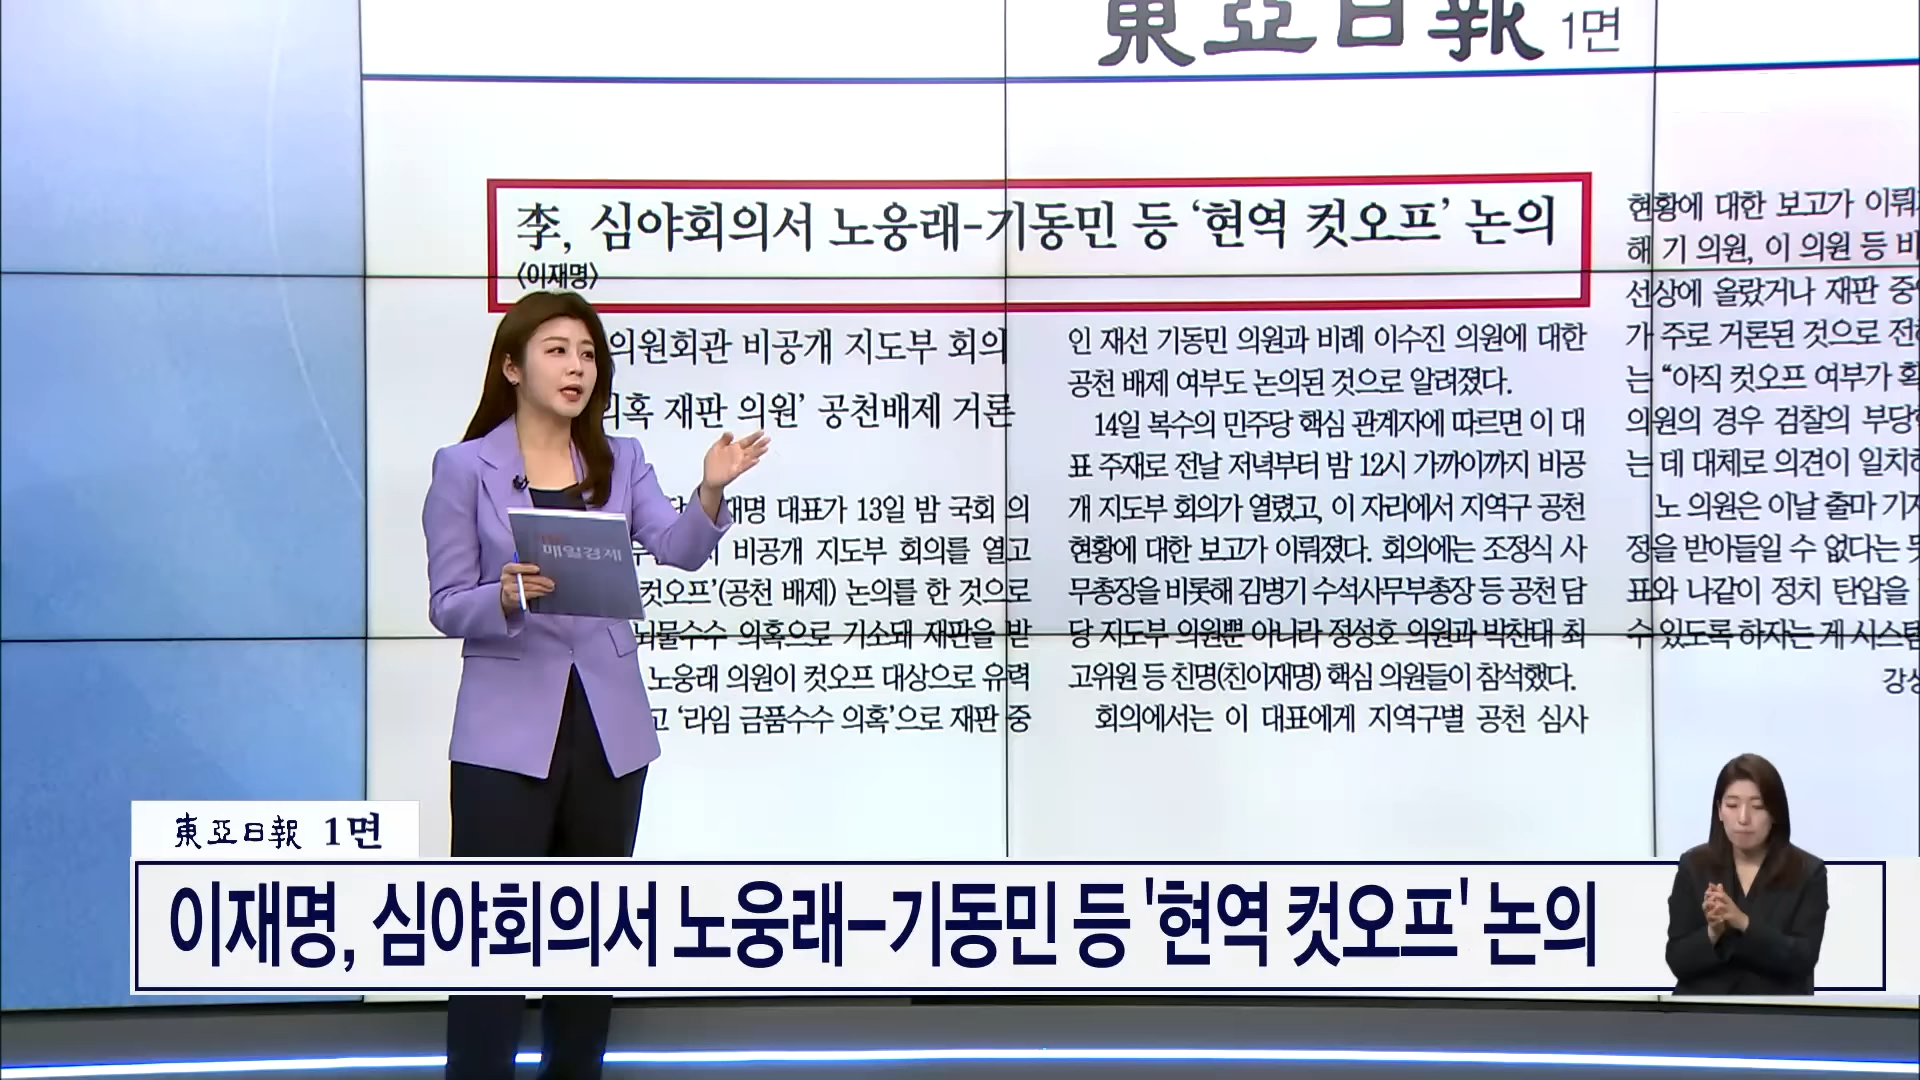 東亞日報 1면
李, 심야회의서 노웅래-기동민 등 ‘현역 컷오프’ 논의
<이재명>
의원회관 비공개 지도부 회의
재판 의원’ 공천배제 거론
대표가 13일 밤 국회 의
비공개 지도부 회의를 열고
컷오프’(공천 배제) 논의를 한 것으로
의혹으로 기소돼 재판을 받
노웅래 의원이 컷오프 대상으로 유력
‘라임 금품수수 의혹’으로 재판 중
인 재선 기동민 의원과 비례 이수진 의원에 대한
공천 배제 여부도 논의된 것으로 알려졌다.
14일 복수의 민주당 핵심 관계자에 따르면 이 대
표 주재로 전날 저녁부터 밤 12시 가까이까지 비공
개 지도부 회의가 열렸고, 이 자리에서 지역구 공천
현황에 대한 보고가 이뤄졌다. 회의에는 조정식 사
무총장을 비롯해 김병기 수석사무부총장 등 공천 담
당 지도부 의원뿐 아니라 정성호 의원과 박찬대 최
고위원 등 친명(친이재명) 핵심 의원들이 참석했다.
회의에서는 이 대표에게 지역구별 공천 심사
현황에 대한 보고가 이뤄
해 기 의원, 이 의원 등 비
선상에 올랐거나 재판 중
가 주로 거론된 것으로 전
는 “아직 컷오프 여부가
의원의 경우 검찰의 부당
는 데 대체로 의견이 일치
노 의원은 이날 출마 기
정을 받아들일 수 없다는
표와 나같이 정치 탄압을
수 있도록 하자는 게 시스
매일경제
東亞日報 1면
이재명, 심야회의서 노웅래-기동민 등 '현역 컷오프' 논의